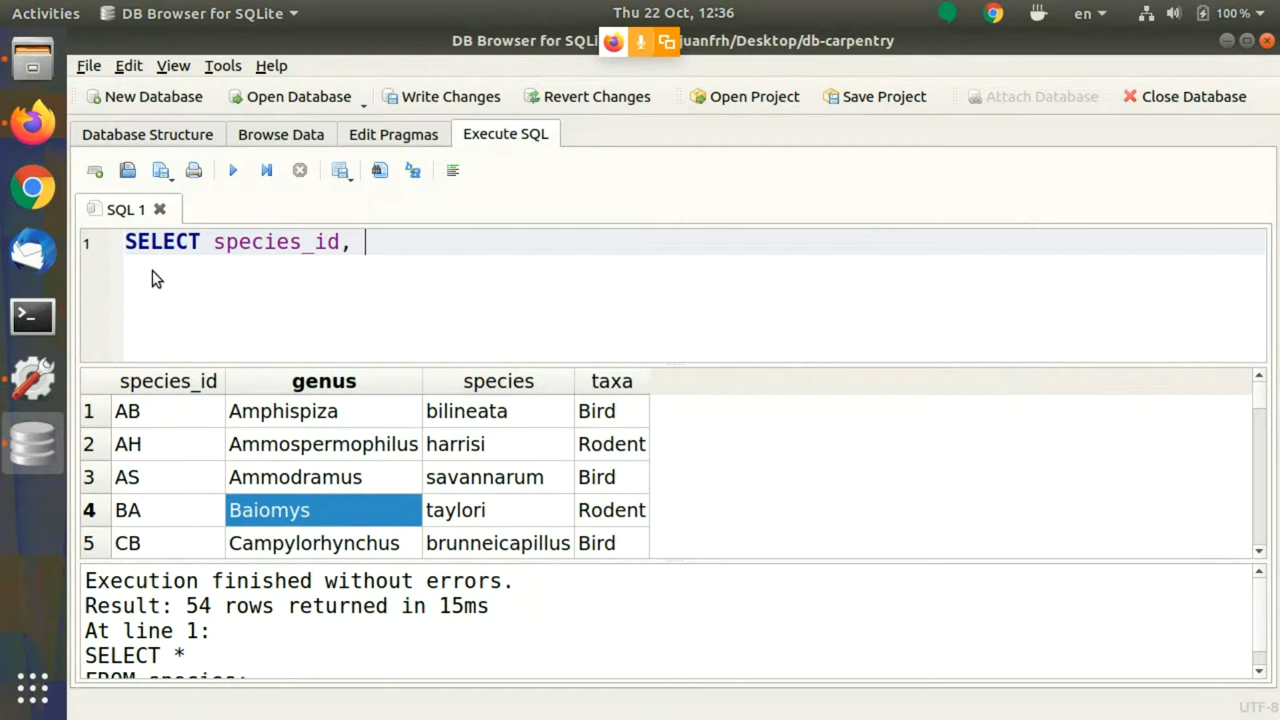 Activities DB Browser for SQLite Thu 22 Oct, 12:36 en 100 %
DB Browser for SQLi juanfrh/Desktop/db-carpentry
File Edit View Tools Help
New Database Open Database Write Changes Revert Changes Open Project Save Project Attach Database Close Database
Database Structure Browse Data Edit Pragmas Execute SQL
SQL 1
1 SELECT species_id,
species_id genus species taxa
1 AB Amphispiza bilineata Bird
2 AH Ammospermophilus harrisi Rodent
3 AS Ammodramus savannarum Bird
4 BA Baiomys taylori Rodent
5 CB Campylorhynchus brunneicapillus Bird
Execution finished without errors.
Result: 54 rows returned in 15ms
At line 1:
SELECT *
FROM species;
UTF-8